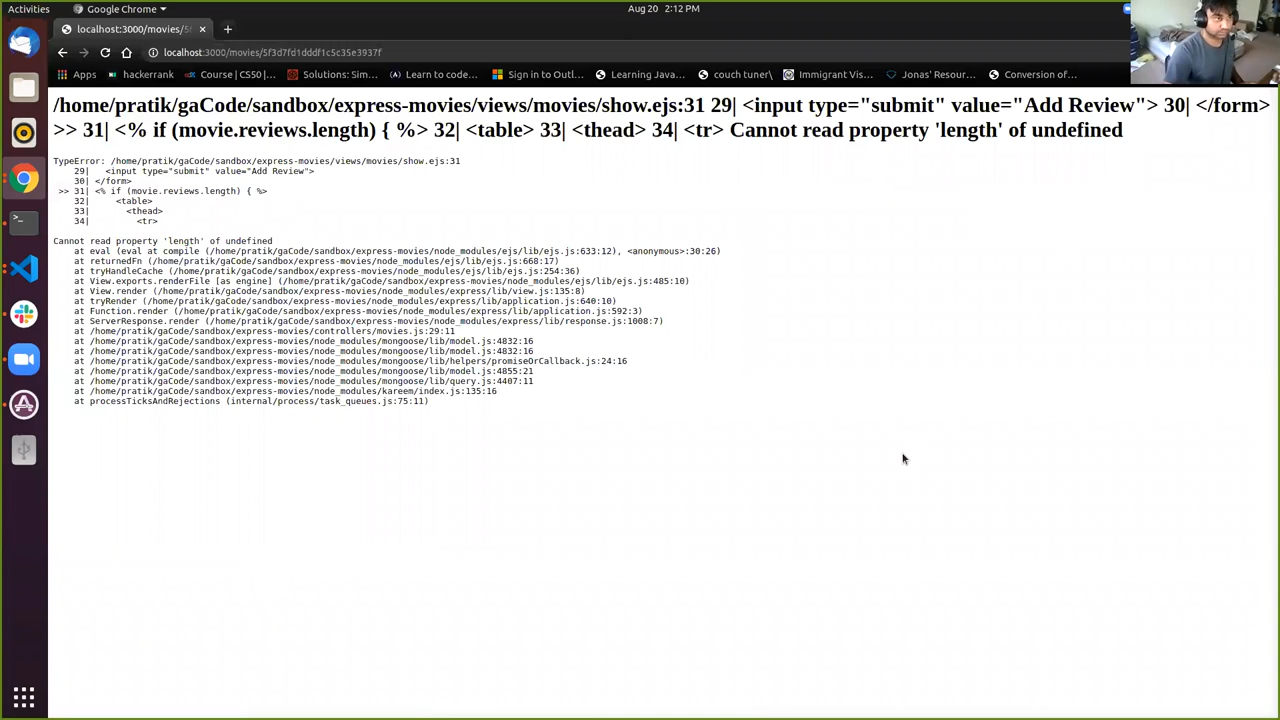 Activities
Google Chrome
Aug 20 2:12 PM
localhost:3000/movies/5f
localhost:3000/movies/5f3d7fd1dddf1c5c35e3937f
Apps hackerrank Course | CS50 |... Solutions: Sim... Learn to code... Sign in to Outl... Learning Java... couch tuner\ Immigrant Vis... Jonas' Resour... Conversion of...
/home/pratik/gaCode/sandbox/express-movies/views/movies/show.ejs:31 29| <input type="submit" value="Add Review"> 30| </form>
>> 31| <% if (movie.reviews.length) { %> 32| <table> 33| <thead> 34| <tr> Cannot read property 'length' of undefined
TypeError: /home/pratik/gaCode/sandbox/express-movies/views/movies/show.ejs:31
29| <input type="submit" value="Add Review">
30| </form>
>> 31| <% if (movie.reviews.length) { %>
32| <table>
33| <thead>
34| <tr>
Cannot read property 'length' of undefined
at eval (eval at compile (/home/pratik/gaCode/sandbox/express-movies/node_modules/ejs/lib/ejs.js:633:12), <anonymous>:30:26)
at returnedFn (/home/pratik/gaCode/sandbox/express-movies/node_modules/ejs/lib/ejs.js:668:17)
at tryHandleCache (/home/pratik/gaCode/sandbox/express-movies/node_modules/ejs/lib/ejs.js:254:36)
at View.exports.renderFile [as engine] (/home/pratik/gaCode/sandbox/express-movies/node_modules/ejs/lib/ejs.js:485:10)
at View.render (/home/pratik/gaCode/sandbox/express-movies/node_modules/express/lib/view.js:135:8)
at tryRender (/home/pratik/gaCode/sandbox/express-movies/node_modules/express/lib/application.js:640:10)
at Function.render (/home/pratik/gaCode/sandbox/express-movies/node_modules/express/lib/application.js:592:3)
at ServerResponse.render (/home/pratik/gaCode/sandbox/express-movies/node_modules/express/lib/response.js:1008:7)
at /home/pratik/gaCode/sandbox/express-movies/controllers/movies.js:29:11
at /home/pratik/gaCode/sandbox/express-movies/node_modules/mongoose/lib/model.js:4832:16
at /home/pratik/gaCode/sandbox/express-movies/node_modules/mongoose/lib/model.js:4832:16
at /home/pratik/gaCode/sandbox/express-movies/node_modules/mongoose/lib/helpers/promiseOrCallback.js:24:16
at /home/pratik/gaCode/sandbox/express-movies/node_modules/mongoose/lib/model.js:4855:21
at /home/pratik/gaCode/sandbox/express-movies/node_modules/mongoose/lib/query.js:4407:11
at /home/pratik/gaCode/sandbox/express-movies/node_modules/kareem/index.js:135:16
at processTicksAndRejections (internal/process/task_queues.js:75:11)